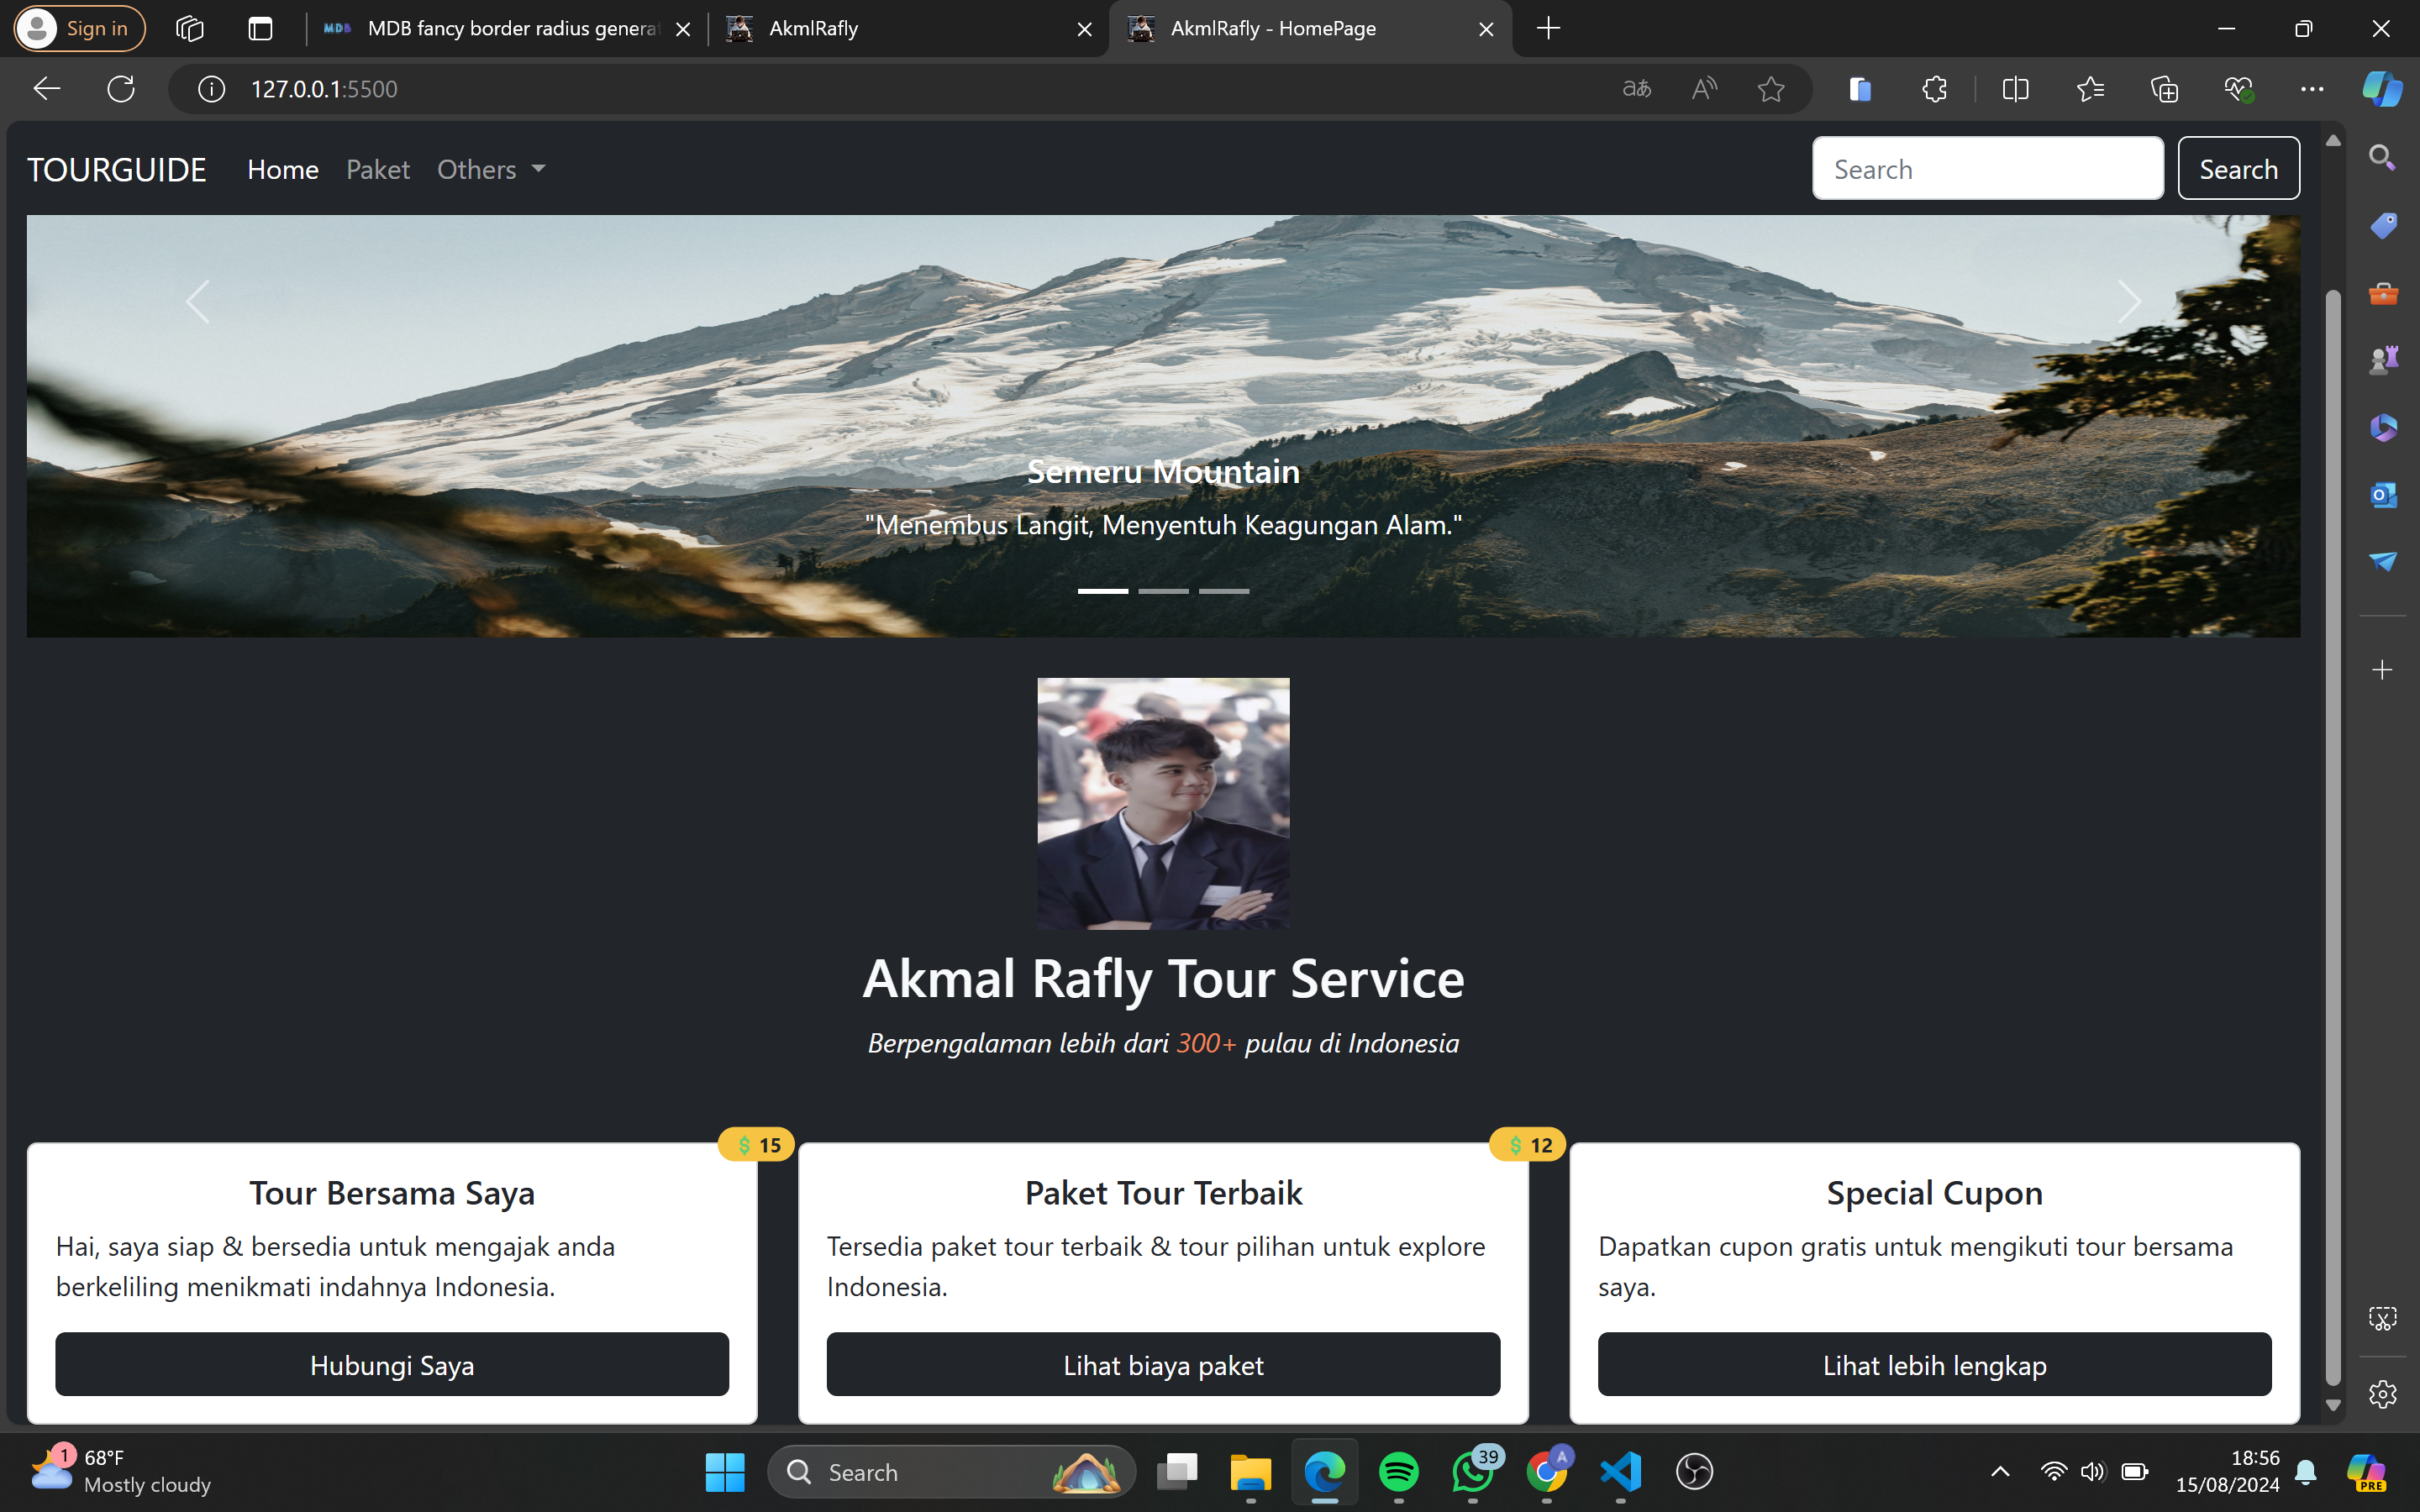 Sign in
MDB fancy border radius genera
AkmlRafly
AkmlRafly - HomePage
127.0.0.1:5500
TOURGUIDE
Home
Paket
Others
Search
Search
Semeru Mountain
"Menembus Langit, Menyentuh Keagungan Alam."
Akmal Rafly Tour Service
Berpengalaman lebih dari 300+ pulau di Indonesia
$ 15
$ 12
Tour Bersama Saya
Hai, saya siap & bersedia untuk mengajak anda
berkeliling menikmati indahnya Indonesia.
Hubungi Saya
Paket Tour Terbaik
Tersedia paket tour terbaik & tour pilihan untuk explore
Indonesia.
Lihat biaya paket
Special Cupon
Dapatkan cupon gratis untuk mengikuti tour bersama
saya.
Lihat lebih lengkap
1
68°F
Mostly cloudy
Search
39
A
18:56
15/08/2024
PRE